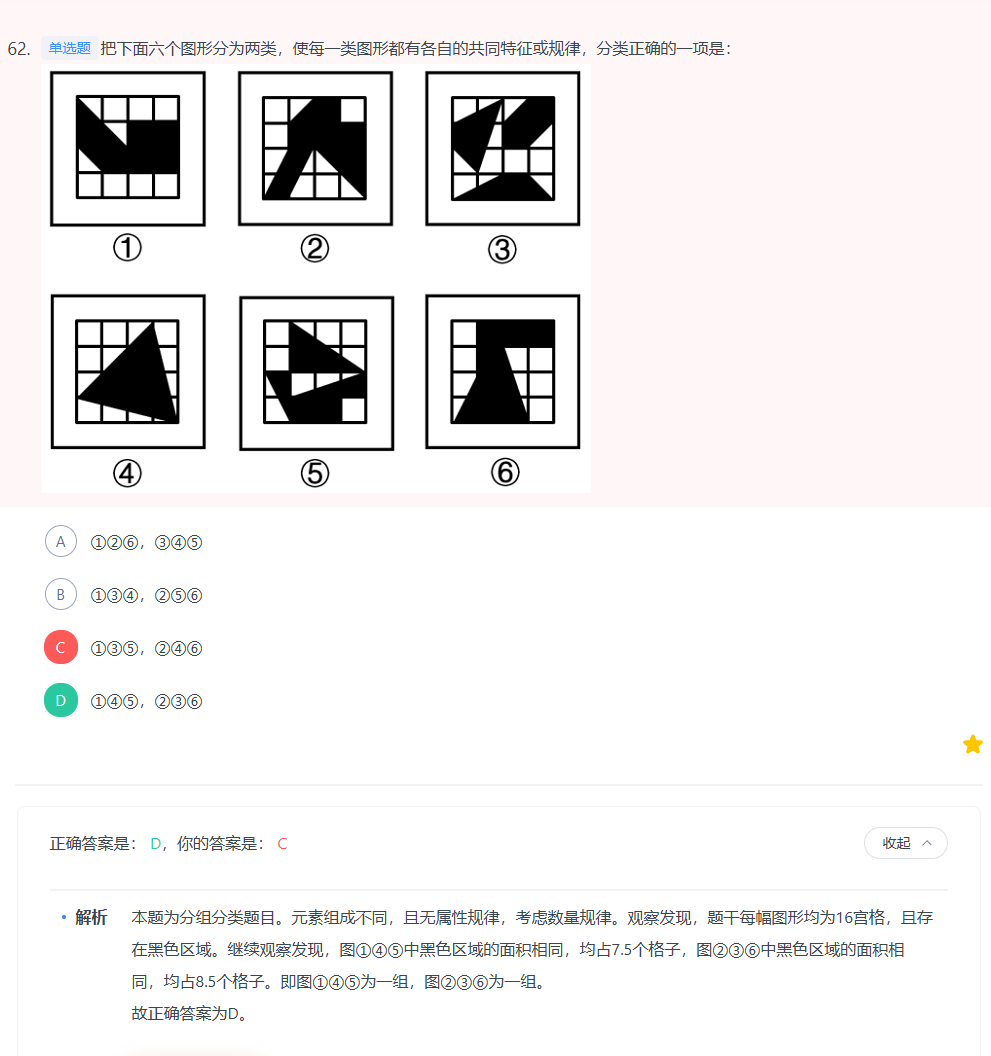 62. 单选题 把下面六个图形分为两类，使每一类图形都有各自的共同特征或规律，分类正确的一项是：
① ② ③
④ ⑤ ⑥
A ①②⑥，③④⑤
B ①③④，②⑤⑥
C ①③⑤，②④⑥
D ①④⑤，②③⑥
正确答案是： D，你的答案是： C 收起
解析 本题为分组分类题目。元素组成不同，且无属性规律，考虑数量规律。观察发现，题干每幅图形均为16宫格，且存
在黑色区域。继续观察发现，图①④⑤中黑色区域的面积相同，均占7.5个格子，图②③⑥中黑色区域的面积相
同，均占8.5个格子。即图①④⑤为一组，图②③⑥为一组。
故正确答案为D。